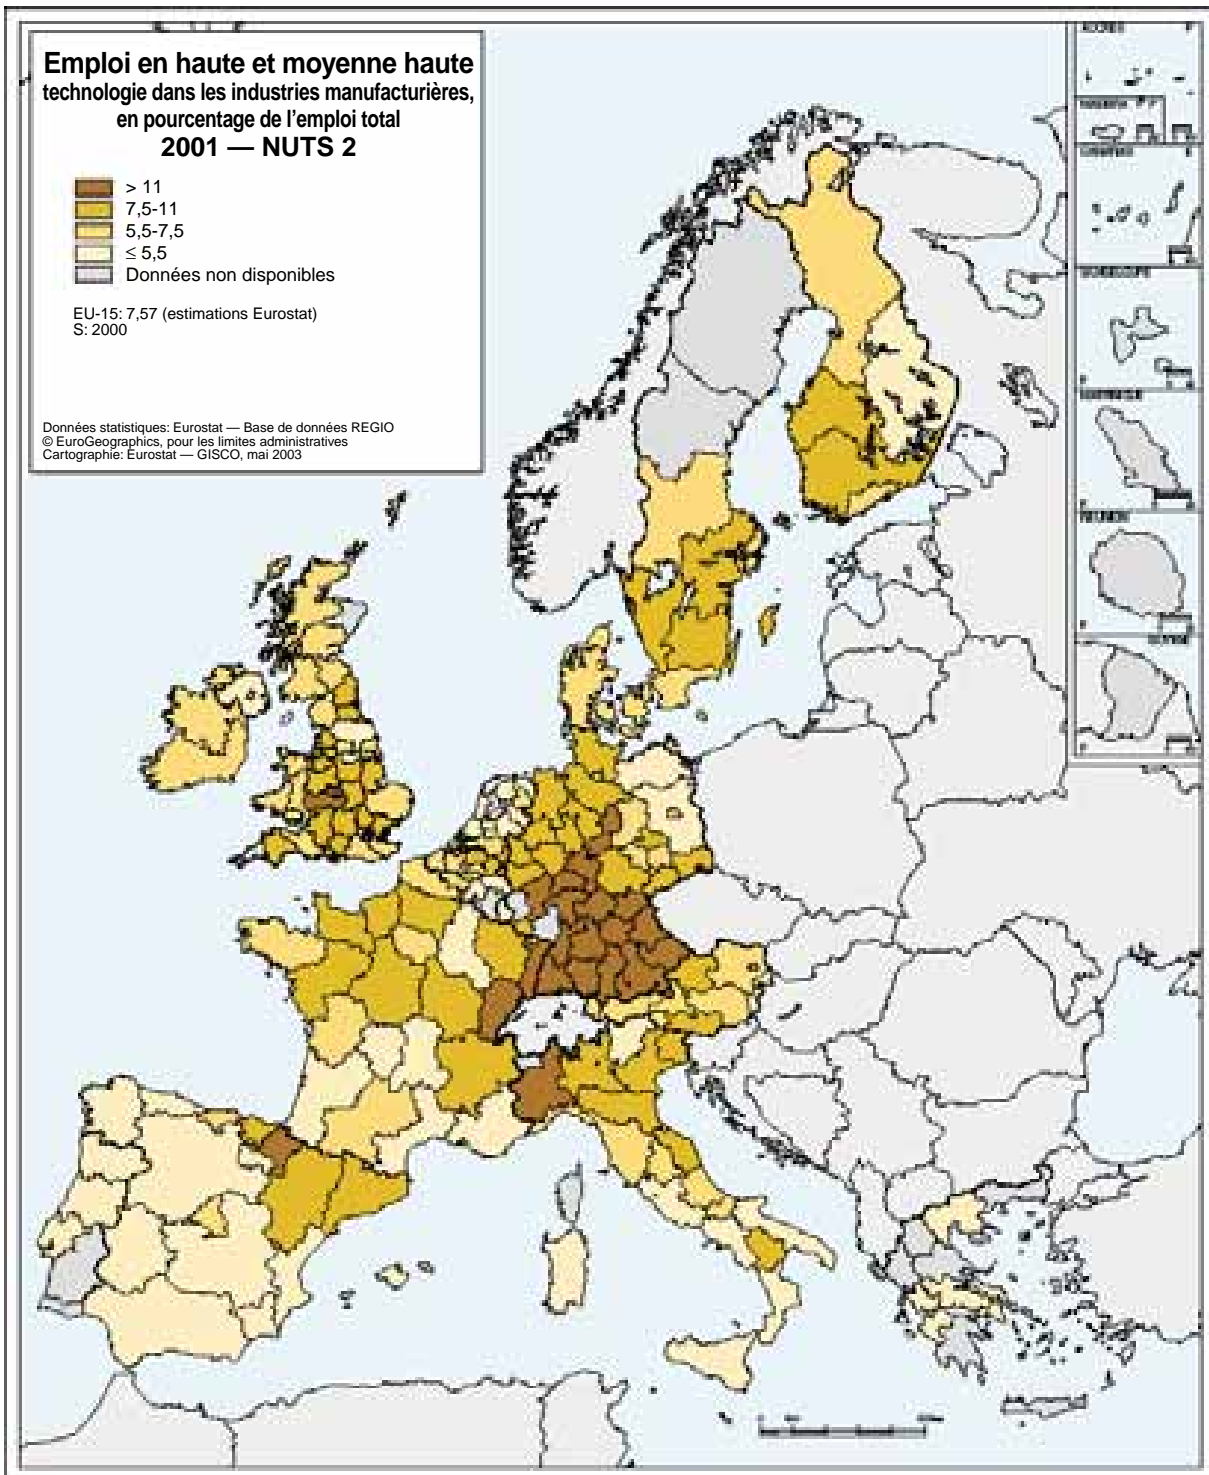 Emploi en haute et moyenne haute
technologie dans les industries manufacturières,
en pourcentage de l'emploi total
2001 — NUTS 2
> 11
7,5-11
5,5-7,5
≤ 5,5
Données non disponibles
EU-15: 7,57 (estimations Eurostat)
S: 2000
Données statistiques: Eurostat — Base de données REGIO
© EuroGeographics, pour les limites administratives
Cartographie: Eurostat — GISCO, mai 2003